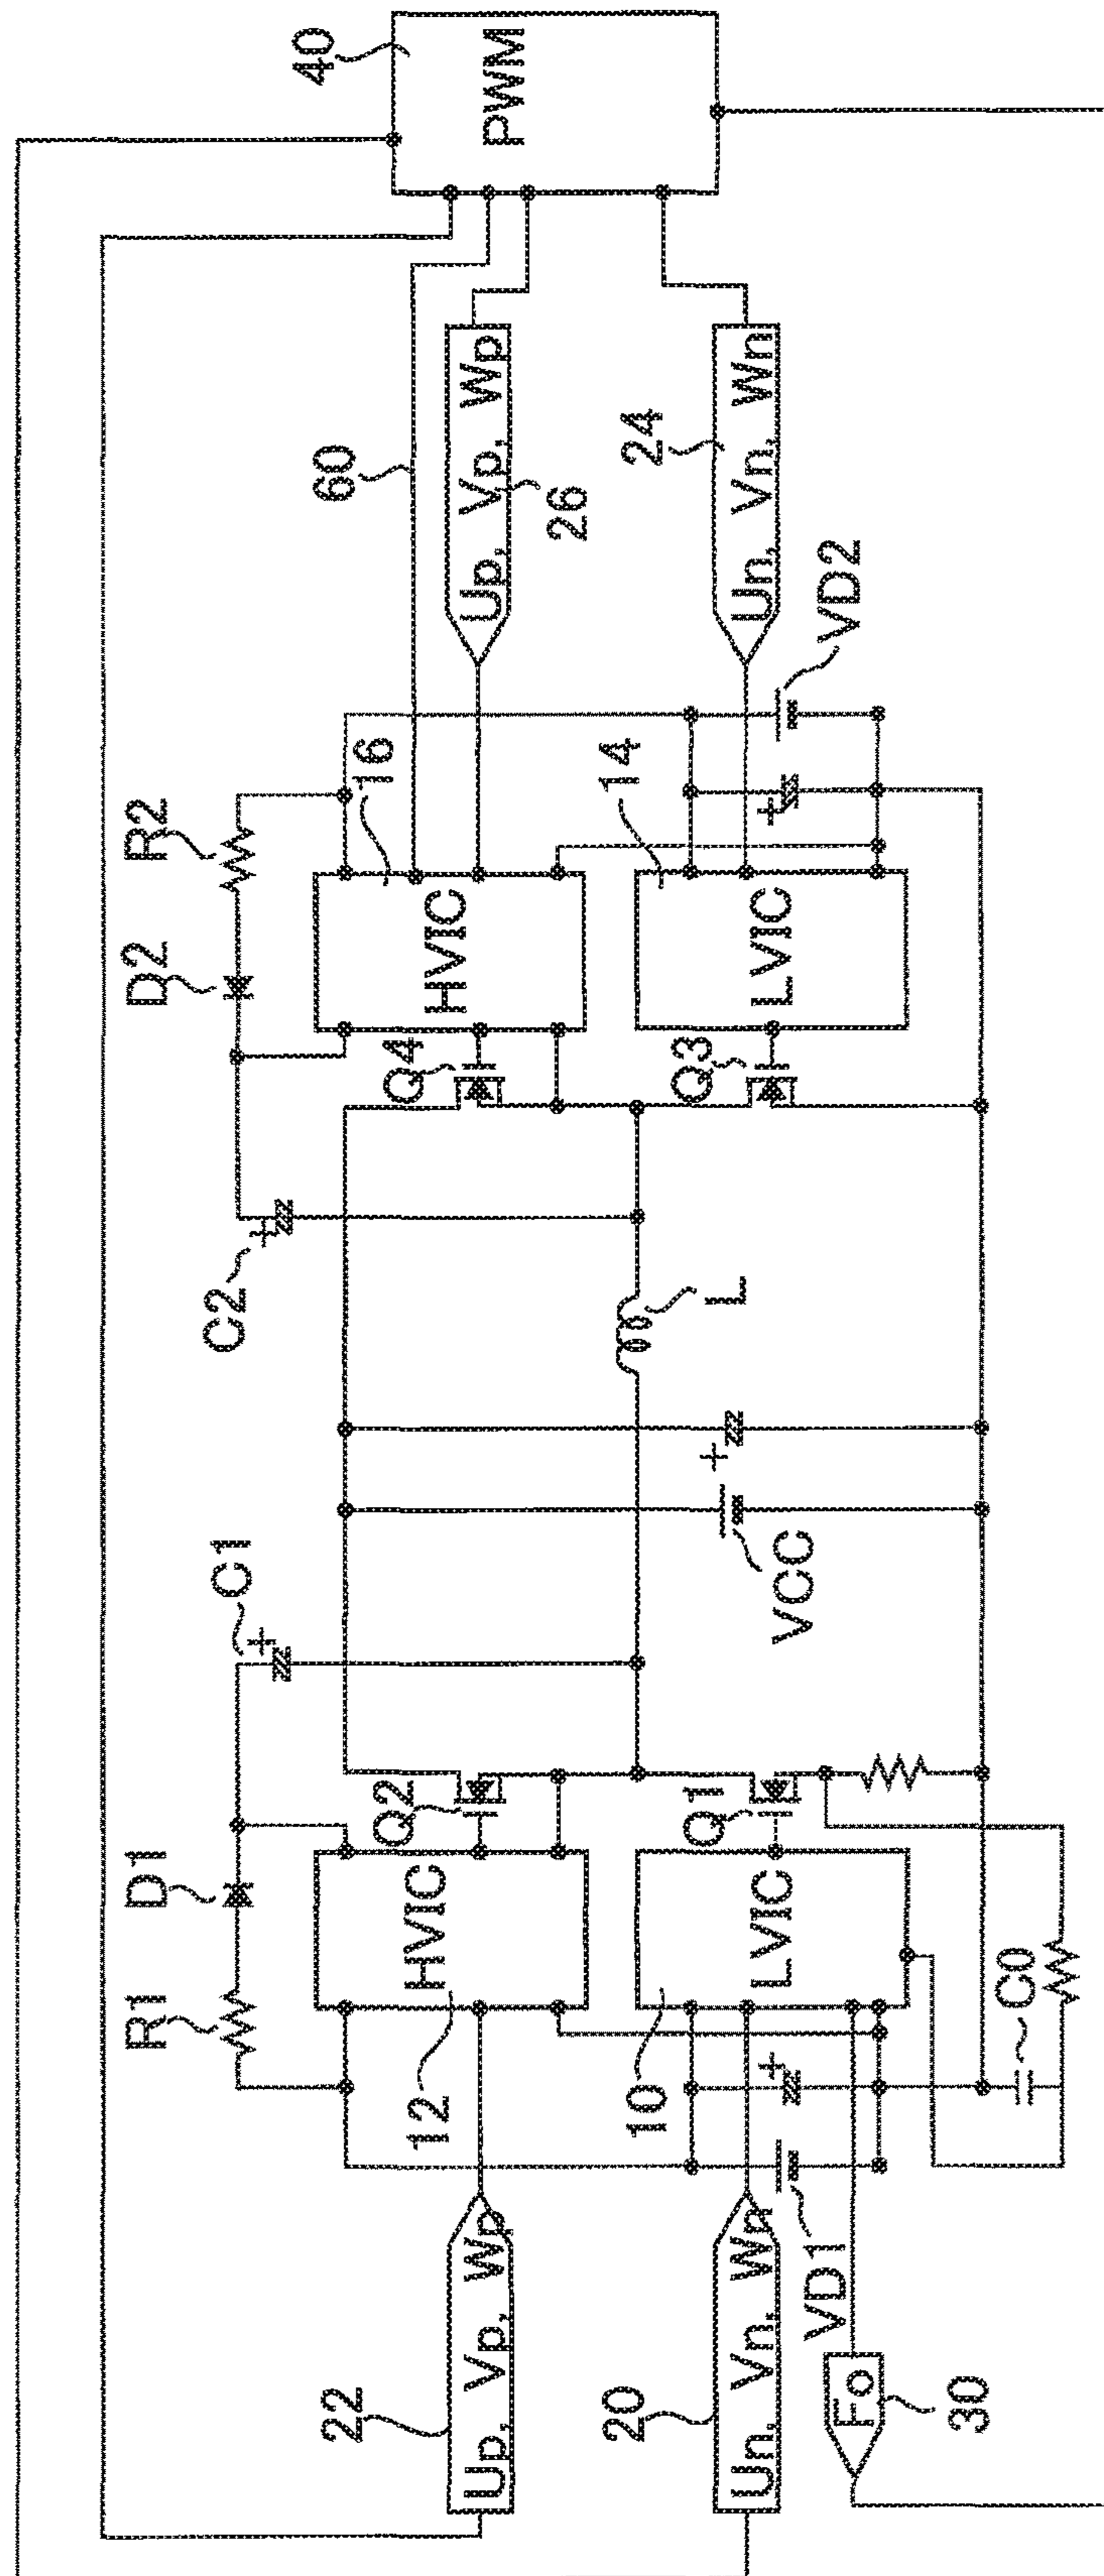 40
PWM
60
Up, Vp, Wp
26
24
Un, Vn, Wn
VD2
R2
D2
16
HVIC
14
LVIC
Q4
Q3
C2
+
+
L
C1
+
+
VCC
D1
R1
Q2
Q1
HVIC
12
LVIC
10
C0
+
22
Up, Vp, Wp
20
Un, Vn, Wn
VD1
Fo
30